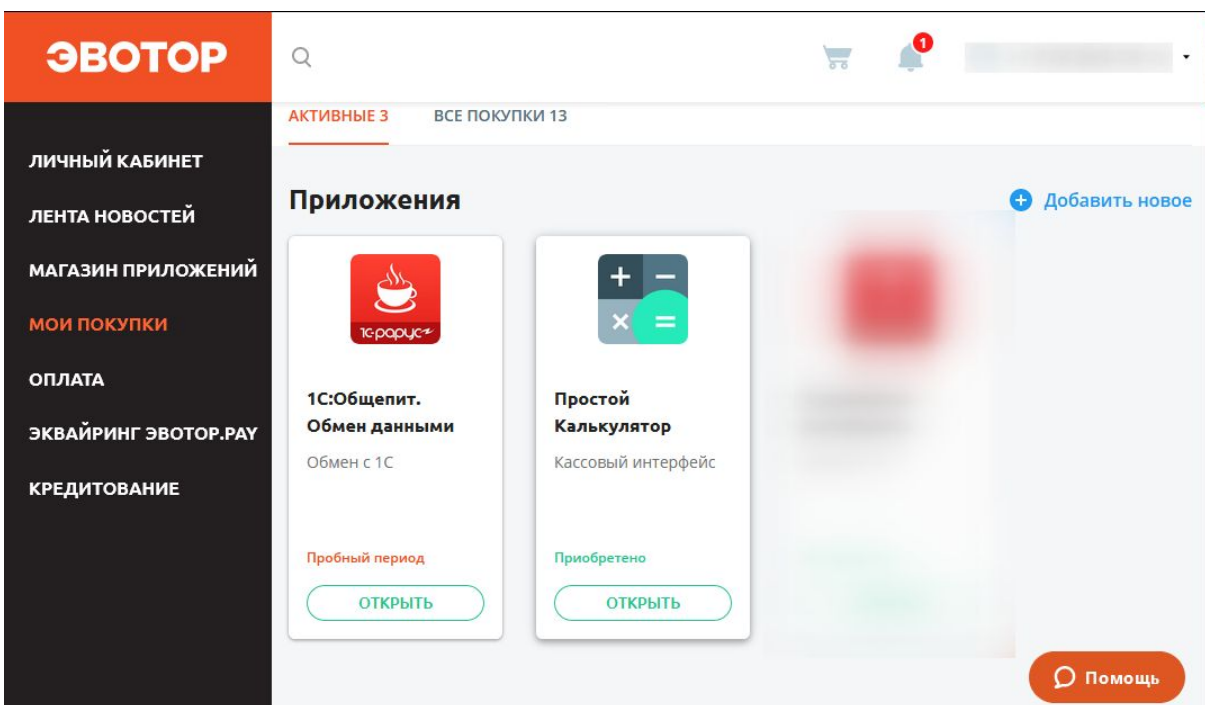 ЭВОТОР
1
АКТИВНЫЕ 3
ВСЕ ПОКУПКИ 13
ЛИЧНЫЙ КАБИНЕТ
ЛЕНТА НОВОСТЕЙ
МАГАЗИН ПРИЛОЖЕНИЙ
МОИ ПОКУПКИ
ОПЛАТА
ЭКВАЙРИНГ ЭВОТОР.PAY
КРЕДИТОВАНИЕ
Приложения
Добавить новое
1С-рарус
1С:Общепит.
Обмен данными
Обмен с 1С
Пробный период
ОТКРЫТЬ
Простой
Калькулятор
Кассовый интерфейс
Приобретено
ОТКРЫТЬ
Помощь